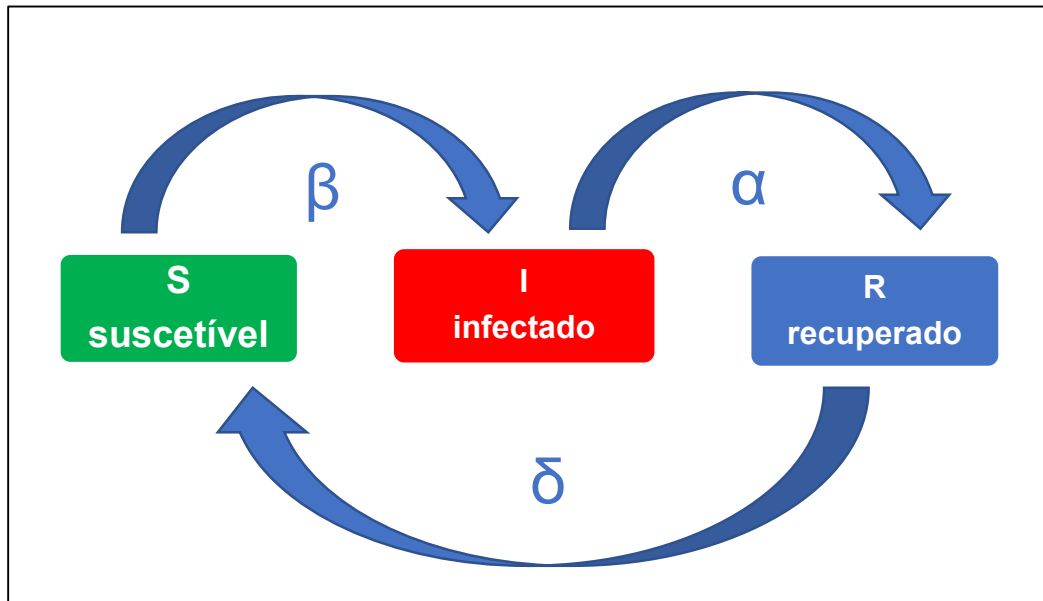 β
α
S
suscetível
I
infectado
R
recuperado
δ